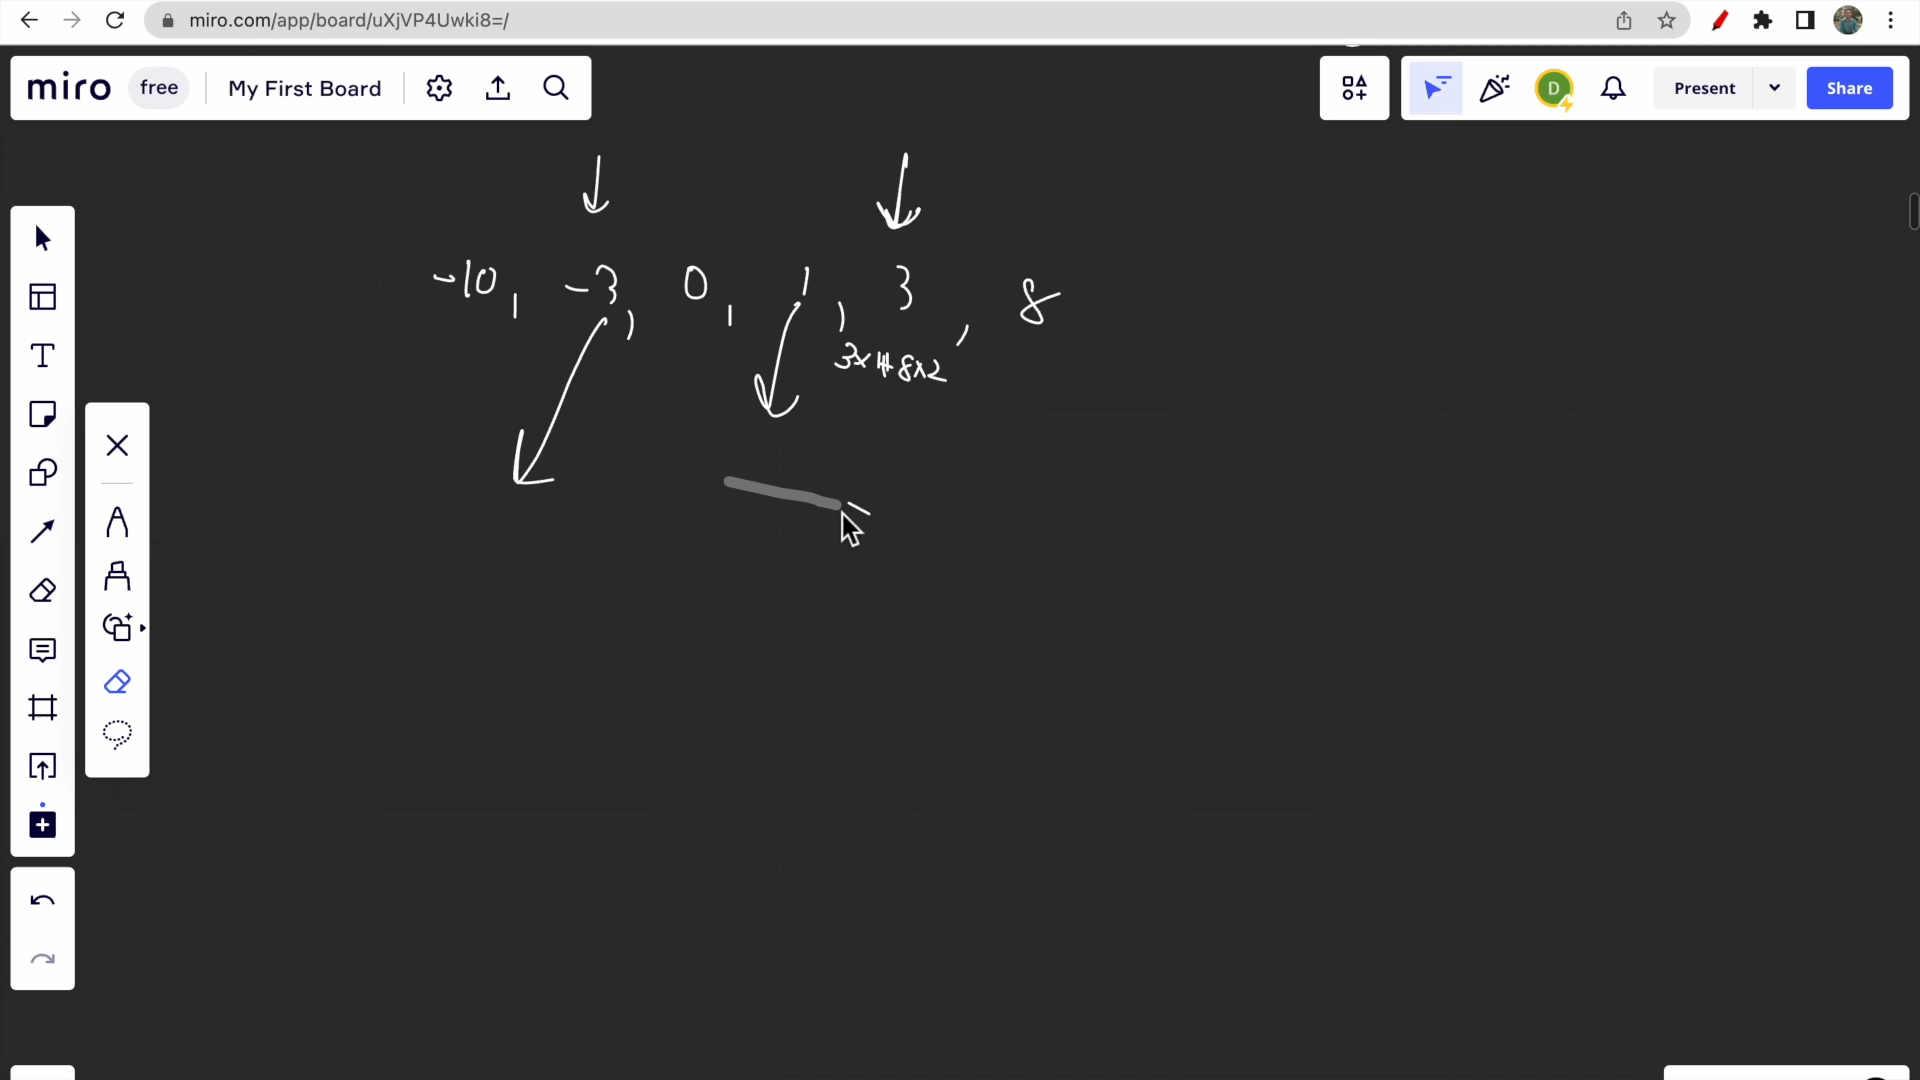 miro.com/app/board/uXjVP4Uwki8=/
miro free My First Board D Present Share
-10, -3, 0, 1, 3, 8
8x2
T